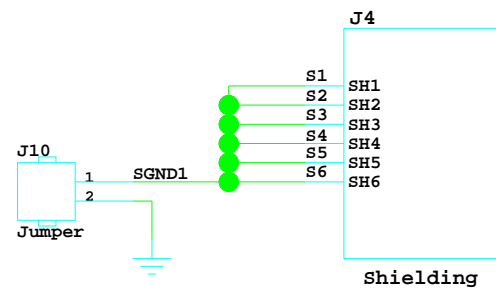 J4
S1 SH1
S2 SH2
S3 SH3
S4 SH4
S5 SH5
S6 SH6
J10
1 SGND1
2
Jumper
Shielding